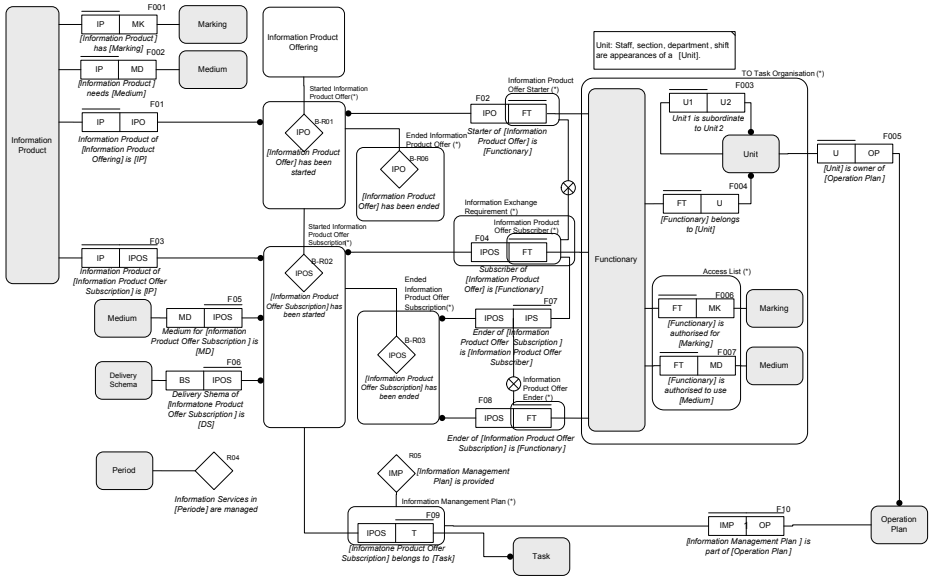 F001
IP MK
Marking
[Information Product ]
has [Marking]
F002
IP MD
Medium
[Information Product ]
needs [Medium]
F01
IP IPO
Information Product of
[Information Product
Offering] is [IP]
Information
Product
F03
IP IPOS
Information Product of
[Information Product Offer
Subscription] is [IP]
Medium
F05
MD IPOS
Medium for [nformation
Product Offer Subscription ] is
[MD]
Delivery
Schema
F06
BS IPOS
Delivery Shema of
[Informatone Product
Offer Subscription ] is
[DS]
Period
R04
Information Services in
[Periode] are managed
Information Product
Offering
Started Information
Product Offer(*)
B-R01
IPO
[Information Product
Offer] has been
started
Ended Information
Product Offer (*)
B-R06
IPO
[Information Product
Offer] has been ended
Started Information
Product Offer
Subscription(*)
B-R02
IPOS
[Information Product
Offer Subscription] has
been started
Ended
Information
Product Offer
Subscription(*)
B-R03
IPOS
[Information Product
Offer Subscription] has
been ended
Information Product
Offer Starter (*)
F02
IPO FT
Starter of [Information
Product Offer] is
[Functionary]
Information Exchange
Requirement (*)
Information Product
Offer Subscriber (*)
F04
IPOS FT
Subscriber of
[Information Product
Offer] is [Functionary]
F07
IPOS IPS
Ender of [Information
Product Offer Subscription ]
is [Information Product Offer
Subscriber]
Information
Product Offer
Ender (*)
F08
IPOS FT
Ender of [Information Product Offer
Subscription] is [Functionary]
R05
IMP
[Information Management
Plan] is provided
Information Manangement Plan (*)
F09
IPOS T
[Informatone Product Offer
Subscription] belongs to [Task]
Task
Unit: Staff, section, department, shift
are appearances of a [Unit].
TO Task Organisation (*)
Functionary
F003
U1 U2
Unit1 is subordinate
to Unit2
Unit
F004
FT U
[Functionary] belongs
to [Unit]
F005
U OP
[Unit] is owner of
[Operation Plan]
Access List (*)
F006
FT MK
[Functionary] is
authorised for
[Marking]
Marking
F007
FT MD
[Functionary] is
authorised to use
[Medium]
Medium
F10
IMP 1 OP
[Information Management Plan ] is
part of [Operation Plan]
Operation
Plan